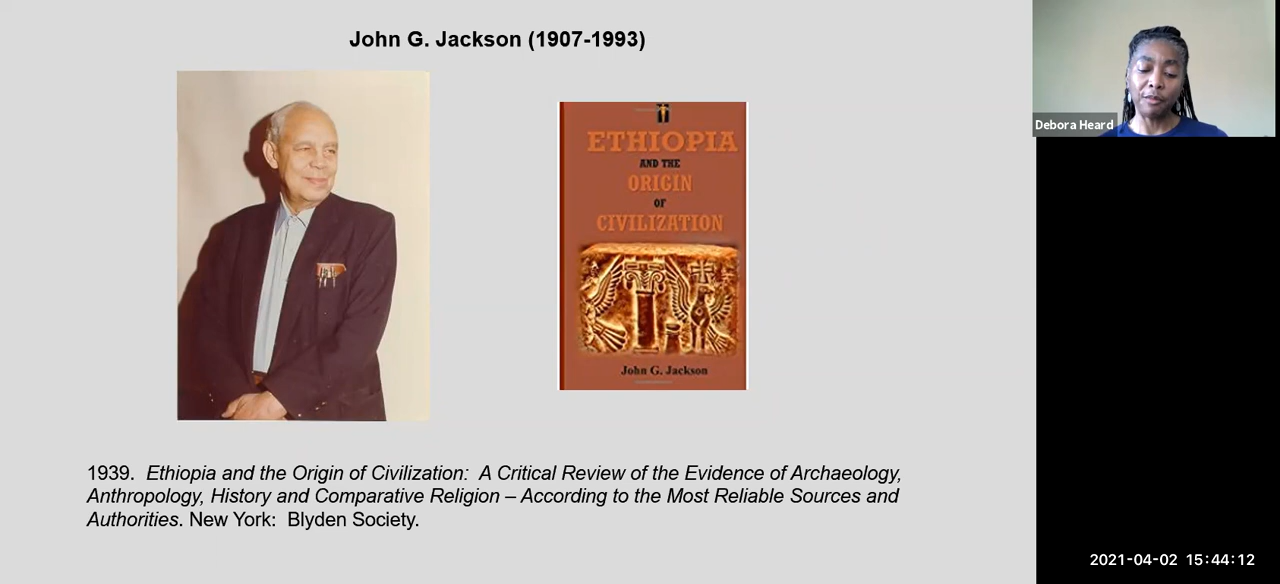 John G. Jackson (1907-1993)
ETHIOPIA
AND THE
ORIGIN
OF
CIVILIZATION
John G. Jackson
Debora Heard
1939.  Ethiopia and the Origin of Civilization:  A Critical Review of the Evidence of Archaeology,
Anthropology, History and Comparative Religion – According to the Most Reliable Sources and
Authorities. New York:  Blyden Society.
2021-04-02 15:44:12